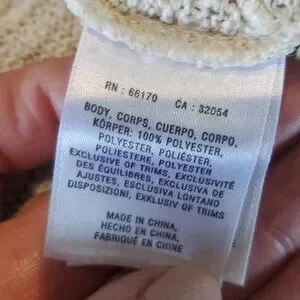 RN : 66170 CA : 32054
BODY, CORPS, CUERPO, CORPO,
KÖRPER: 100% POLYESTER,
POLYESTER, POLIÉSTER,
POLIESTERE, POLYESTER
EXCLUSIVE OF TRIMS, EXCLUSIVITÉ
DES ÉQUILIBRES, EXCLUSIVA DE
AJUSTES, ESCLUSIVA LONTANO
DISPOSIZIONI, EXKLUSIV OF TRIMS
MADE IN CHINA,
HECHO EN CHINA,
FABRIQUÉ EN CHINE